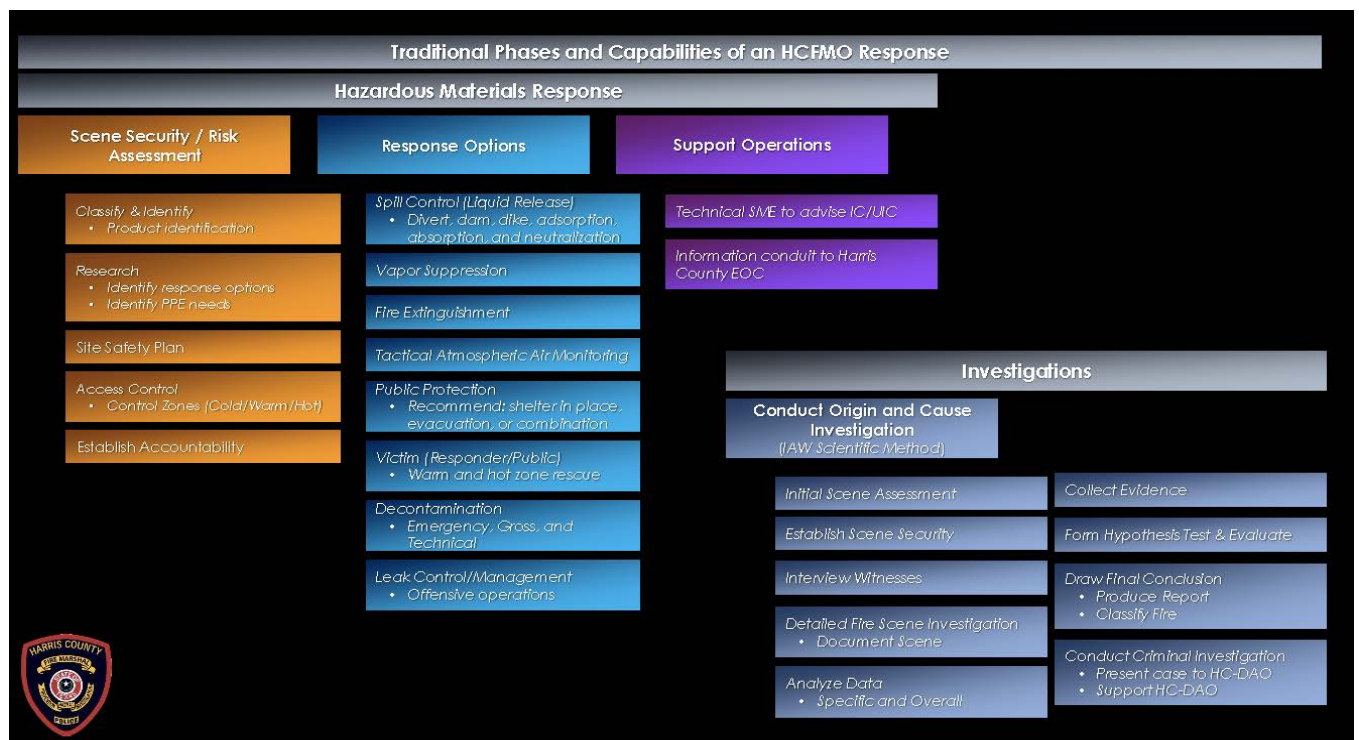 Traditional Phases and Capabilities of an HCFMO Response
Hazardous Materials Response
Scene Security / Risk
Assessment
Classify & Identify
• Product identification
Research
• Identify response options
• Identify PPE needs
Site Safety Plan
Access Control
• Control Zones (Cold/Warm/Hot)
Establish Accountability
Response Options
Spill Control (Liquid Release)
• Divert, dam, dike, adsorption,
absorption, and neutralization
Vapor Suppression
Fire Extinguishment
Tactical Atmospheric Air Monitoring
Public Protection
• Recommend: shelter in place,
evacuation, or combination
Victim (Responder/Public)
• Warm and hot zone rescue
Decontamination
• Emergency, Gross, and
Technical
Leak Control/Management
• Offensive operations
Support Operations
Technical SME to advise IC/UIC
Information conduit to Harris
County EOC
Investigations
Conduct Origin and Cause
Investigation
(IAW Scientific Method)
Initial Scene Assessment
Establish Scene Security
Interview Witnesses
Detailed Fire Scene Investigation
• Document Scene
Analyze Data
• Specific and Overall
Collect Evidence
Form Hypothesis Test & Evaluate
Draw Final Conclusion
• Produce Report
• Classify Fire
Conduct Criminal Investigation
• Present case to HC-DAO
• Support HC-DAO
HARRIS COUNTY
FIRE MARSHAL
POLICE